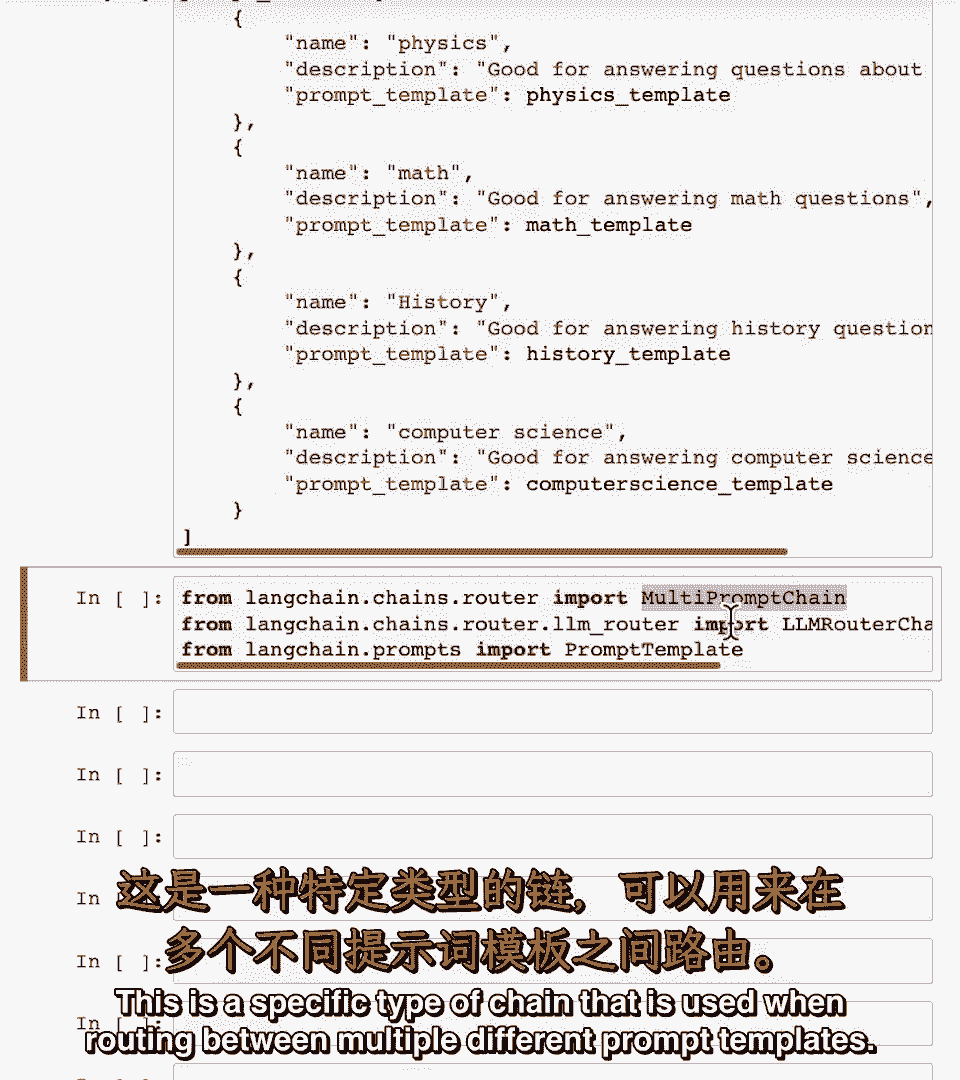 {
"name": "physics",
"description": "Good for answering questions about
"prompt_template": physics_template
},
{
"name": "math",
"description": "Good for answering math questions",
"prompt_template": math_template
},
{
"name": "History",
"description": "Good for answering history question
"prompt_template": history_template
},
{
"name": "computer science",
"description": "Good for answering computer science
"prompt_template": computerscience_template
}
]
In [ ]: from langchain.chains.router import MultiPromptChain
from langchain.chains.router.llm_router import LLMRouterCha
from langchain.prompts import PromptTemplate
In [ ]:
In [ ]:
In [ ]:
In
这是一种特定类型的链，可以用来在
In [ ]:
多个不同提示词模板之间路由。
In
This is a specific type of chain that is used when
routing between multiple different prompt templates.